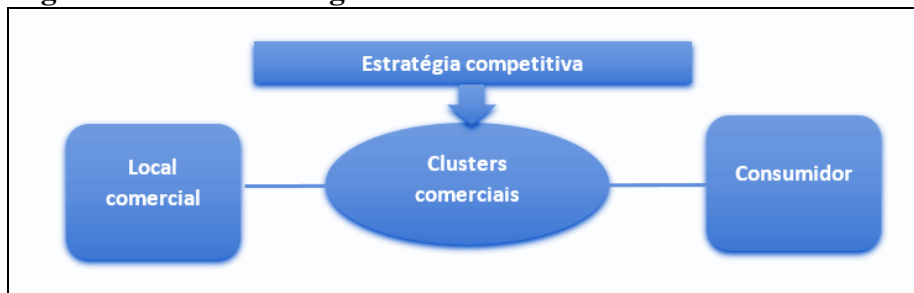 Estratégia competitiva
Local
comercial
Clusters
comerciais
Consumidor